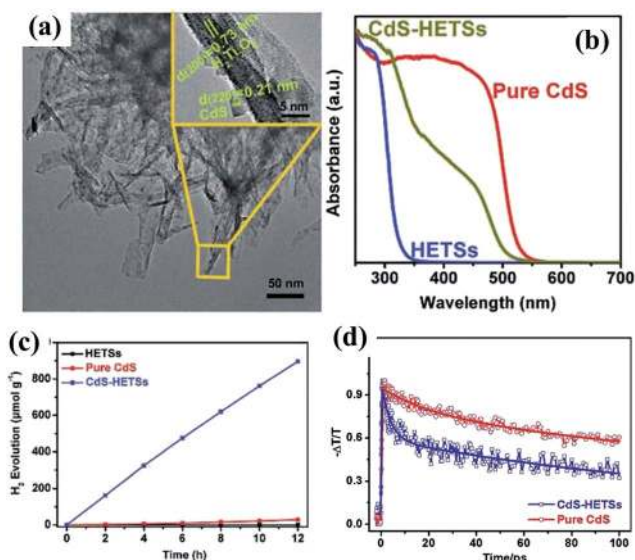 (a)
d(200)=0.73 nm
H2Ti2O5
d(220)=0.21 nm
CdS
5 nm
50 nm
(b)
CdS-HETSs
Pure CdS
HETSs
Absorbance (a.u.)
300 400 500 600 700
Wavelength (nm)
(c)
HETSs
Pure CdS
CdS-HETSs
H2 Evolution (μmol g-1)
800
600
400
200
0
0 2 4 6 8 10 12
Time (h)
(d)
-ΔT/T
0.9
0.6
0.3
0.0
0 20 40 60 80 100
CdS-HETSs
Pure CdS
Time/ps